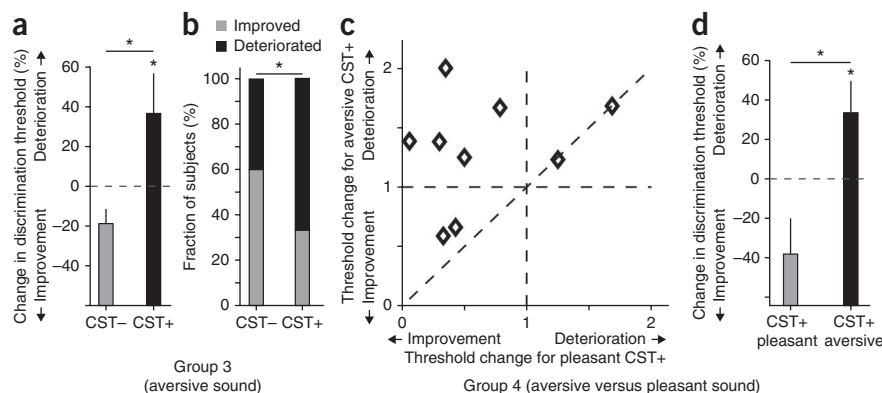 a
Change in discrimination threshold (%)
← Improvement
Deterioration →
60
40
20
0
−20
−40
*
*
CST− CST+
Group 3
(aversive sound)
b
Improved
Deteriorated
Fraction of subjects (%)
100
80
60
40
20
0
*
CST− CST+
c
Threshold change for aversive CST+
← Improvement
Deterioration →
2
1
0
0
1
2
← Improvement
Deterioration →
Threshold change for pleasant CST+
d
Change in discrimination threshold (%)
← Improvement
Deterioration →
60
40
20
0
−20
−40
*
*
CST+
pleasant
CST+
aversive
Group 4 (aversive versus pleasant sound)